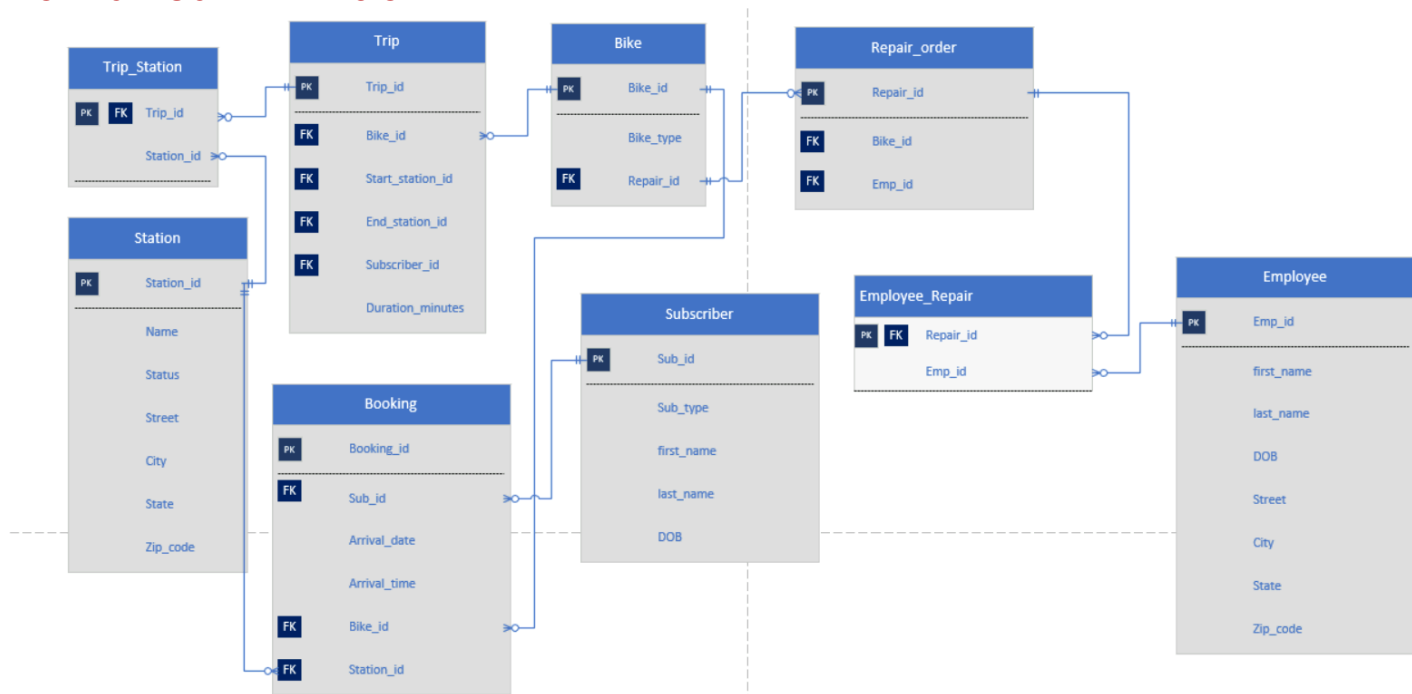 Trip_Station
PK FK Trip_id
Station_id
Trip
PK Trip_id
FK Bike_id
FK Start_station_id
FK End_station_id
FK Subscriber_id
Duration_minutes
Bike
PK Bike_id
Bike_type
FK Repair_id
Repair_order
PK Repair_id
FK Bike_id
FK Emp_id
Station
PK Station_id
Name
Status
Street
City
State
Zip_code
Booking
PK Booking_id
FK Sub_id
Arrival_date
Arrival_time
FK Bike_id
FK Station_id
Subscriber
PK Sub_id
Sub_type
first_name
last_name
DOB
Employee_Repair
PK FK Repair_id
Emp_id
Employee
PK Emp_id
first_name
last_name
DOB
Street
City
State
Zip_code